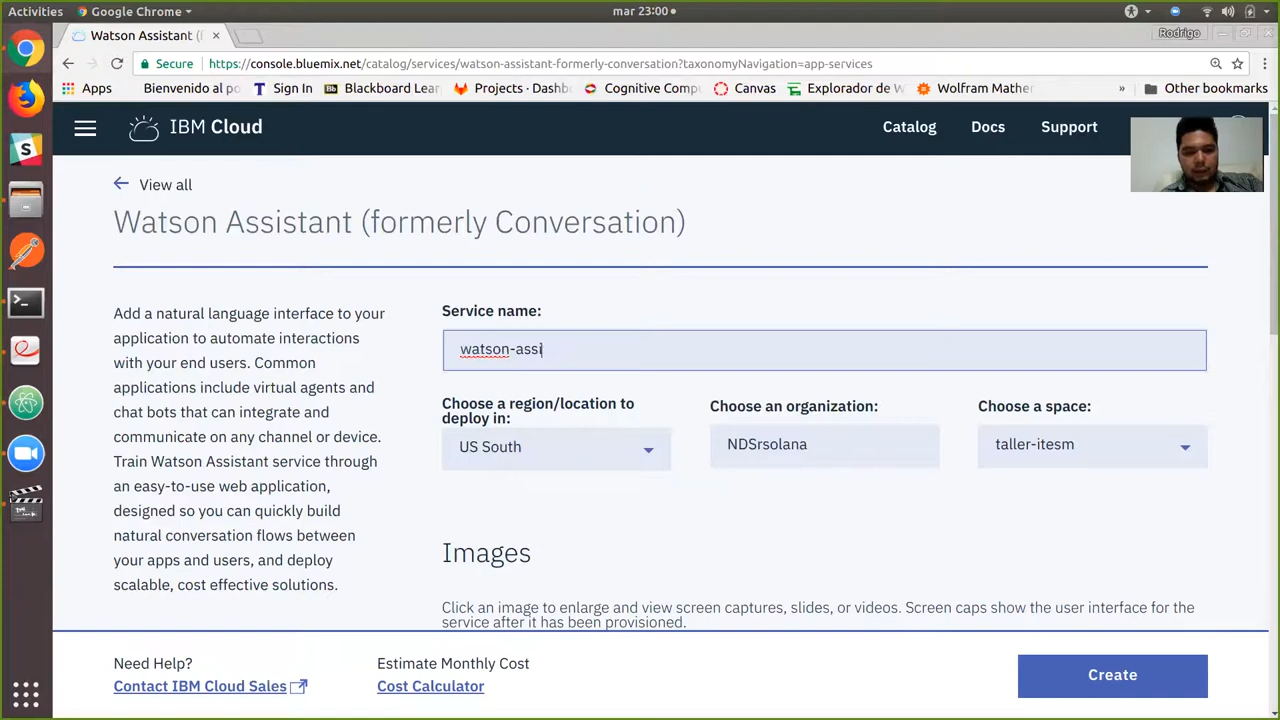 Activities
Google Chrome
mar 23:00
Watson Assistant (f
Rodrigo
Secure
https://console.bluemix.net/catalog/services/watson-assistant-formerly-conversation?taxonomyNavigation=app-services
Apps
Bienvenido al po
Sign In
Bb
Blackboard Lear
Projects · Dashb
Cognitive Comp
Canvas
Explorador de W
Wolfram Mather
»
Other bookmarks
IBM Cloud
Catalog
Docs
Support
View all
Watson Assistant (formerly Conversation)
Add a natural language interface to your
application to automate interactions
with your end users. Common
applications include virtual agents and
chat bots that can integrate and
communicate on any channel or device.
Train Watson Assistant service through
an easy-to-use web application,
designed so you can quickly build
natural conversation flows between
your apps and users, and deploy
scalable, cost effective solutions.
Service name:
watson-assi
Choose a region/location to
deploy in:
US South
Choose an organization:
NDSrsolana
Choose a space:
taller-itesm
Images
Click an image to enlarge and view screen captures, slides, or videos. Screen caps show the user interface for the
service after it has been provisioned.
Need Help?
Contact IBM Cloud Sales
Estimate Monthly Cost
Cost Calculator
Create